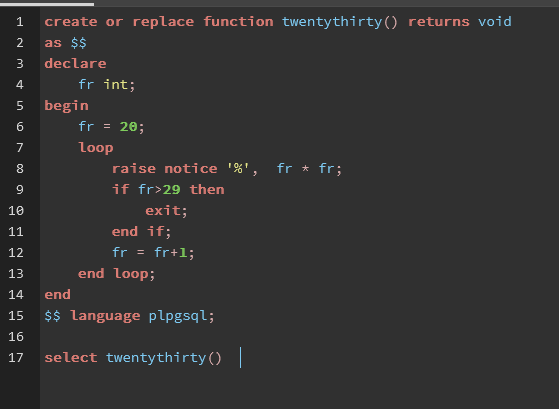 1 create or replace function twentythirty() returns void
2 as $$
3 declare
4 fr int;
5 begin
6 fr = 20;
7 loop
8 raise notice '%', fr * fr;
9 if fr>29 then
10 exit;
11 end if;
12 fr = fr+1;
13 end loop;
14 end
15 $$ language plpgsql;
16
17 select twentythirty()